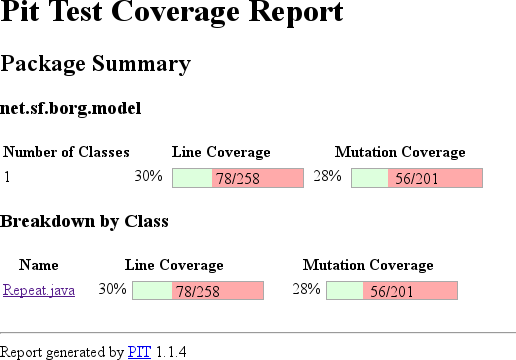 Pit Test Coverage Report
Package Summary
net.sf.borg.model
Number of Classes Line Coverage Mutation Coverage
1 30% 78/258 28% 56/201
Breakdown by Class
Name Line Coverage Mutation Coverage
Repeat.java 30% 78/258 28% 56/201
Report generated by PIT 1.1.4